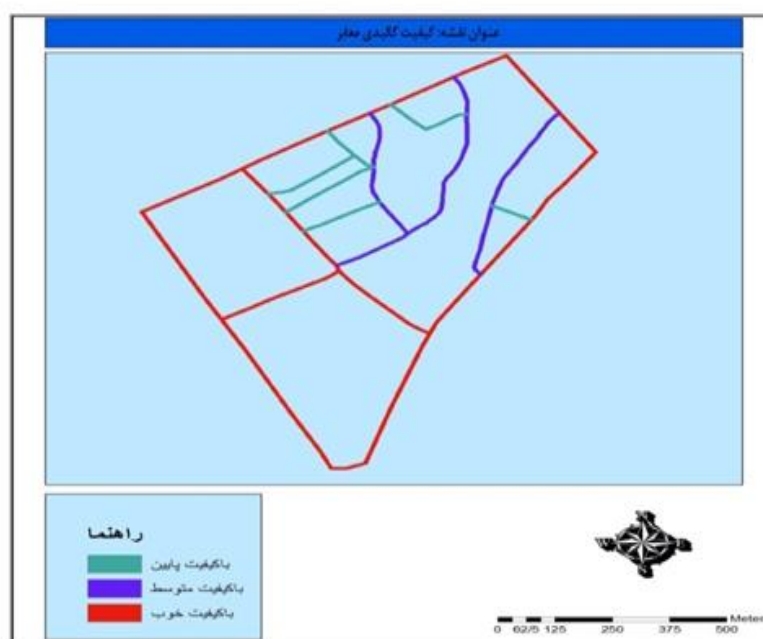 عنوان نقشه: کیفیت کالبدی معابر
راهنما
باکیفیت پایین
باکیفیت متوسط
باکیفیت خوب
Meter
0 62/5 125 250 375 500